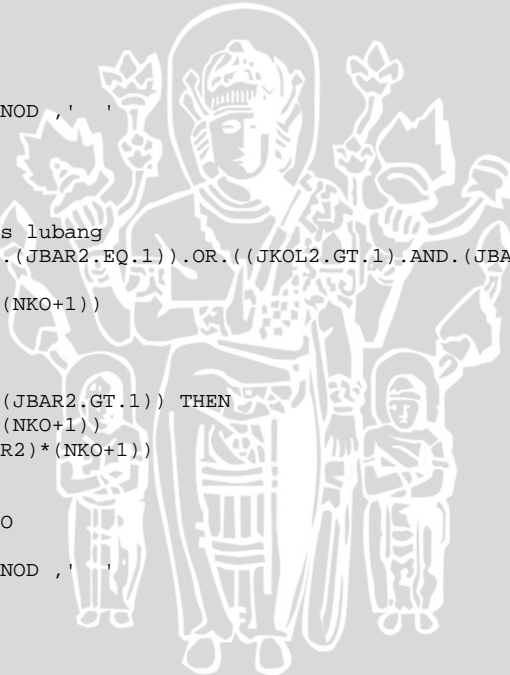 NOD ,'  '
s lubang
.(JBAR2.EQ.1)).OR.((JKOL2.GT.1).AND.(JBA
(NKO+1))
(JBAR2.GT.1)) THEN
(NKO+1))
R2)*(NKO+1))
O
NOD ,'  '